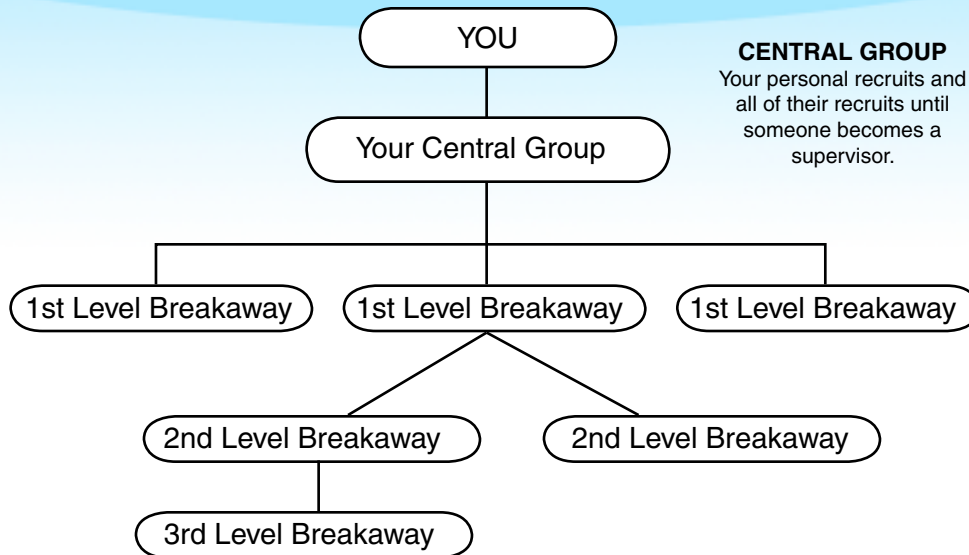 YOU
CENTRAL GROUP
Your personal recruits and
all of their recruits until
someone becomes a
supervisor.
Your Central Group
1st Level Breakaway
1st Level Breakaway
1st Level Breakaway
2nd Level Breakaway
2nd Level Breakaway
3rd Level Breakaway